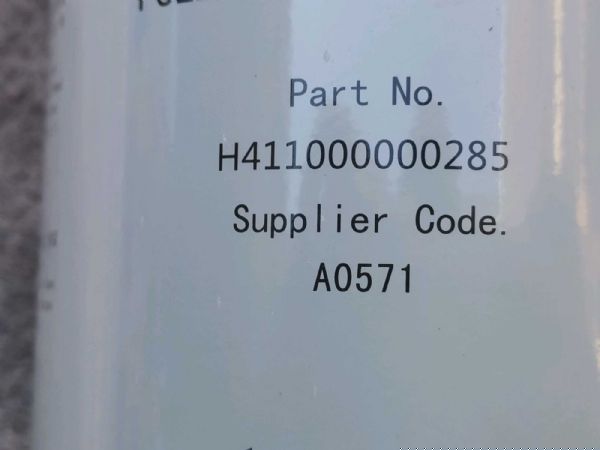 Part No.
H411000000285
Supplier Code.
A0571